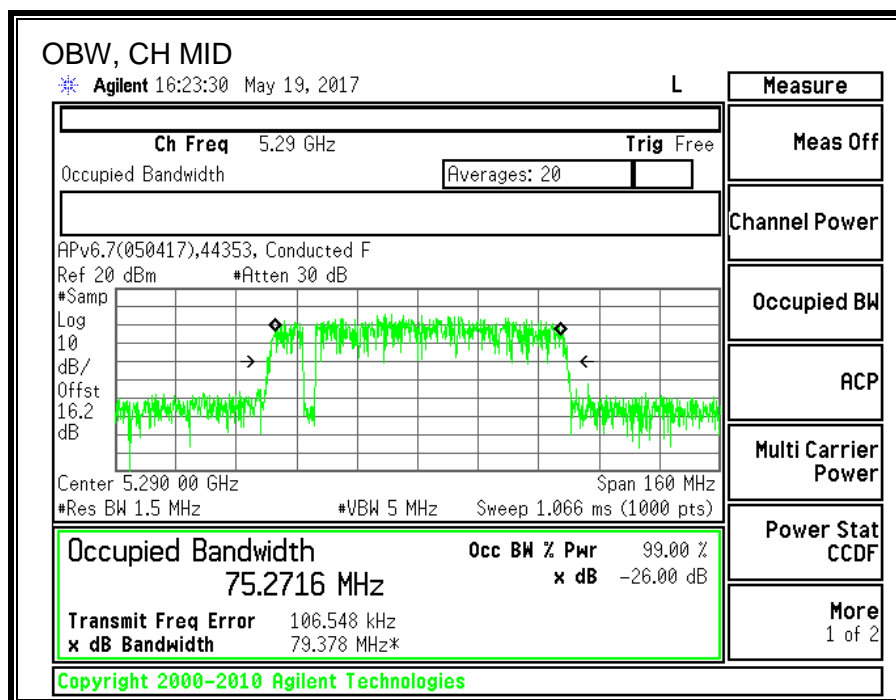 OBW, CH MID
Agilent 16:23:30 May 19, 2017 L
Measure
Ch Freq 5.29 GHz Trig Free
Meas Off
Occupied Bandwidth Averages: 20
Channel Power
APv6.7(050417),44353, Conducted F
Ref 20 dBm #Atten 30 dB
#Samp
Log
10
dB/
Offst
16.2
dB
Occupied BW
ACP
Multi Carrier
Power
Center 5.290 00 GHz Span 160 MHz
#Res BW 1.5 MHz #VBW 5 MHz Sweep 1.066 ms (1000 pts)
Power Stat
CCDF
Occupied Bandwidth Occ BW % Pwr 99.00 %
75.2716 MHz x dB -26.00 dB
Transmit Freq Error 106.548 kHz
x dB Bandwidth 79.378 MHz*
More
1 of 2
Copyright 2000-2010 Agilent Technologies